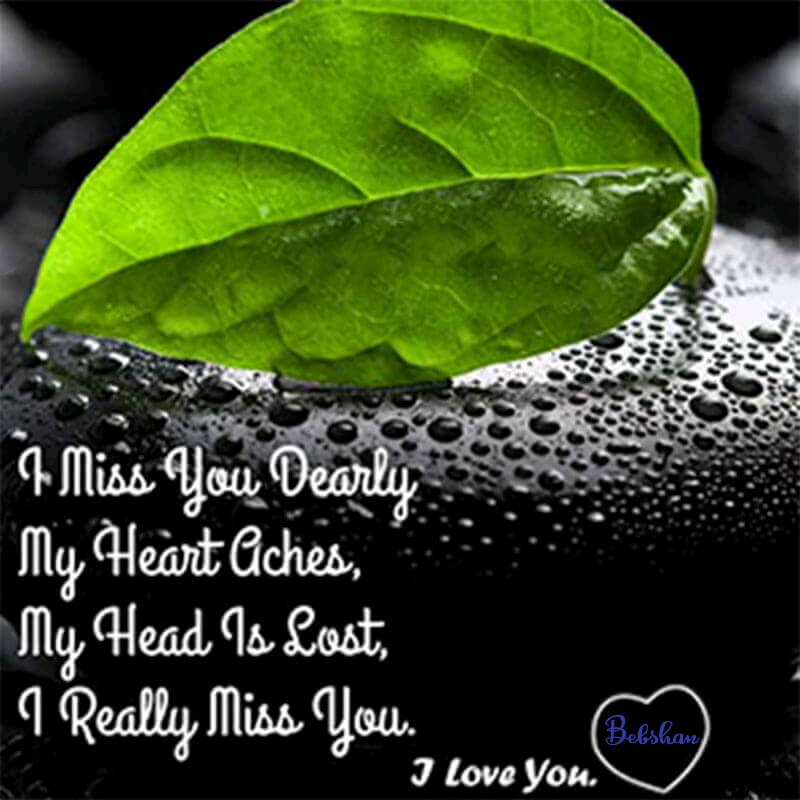 I Miss You Dearly
My Heart Aches,
My Head Is Lost,
I Really Miss You.
I Love You.
Bebshan